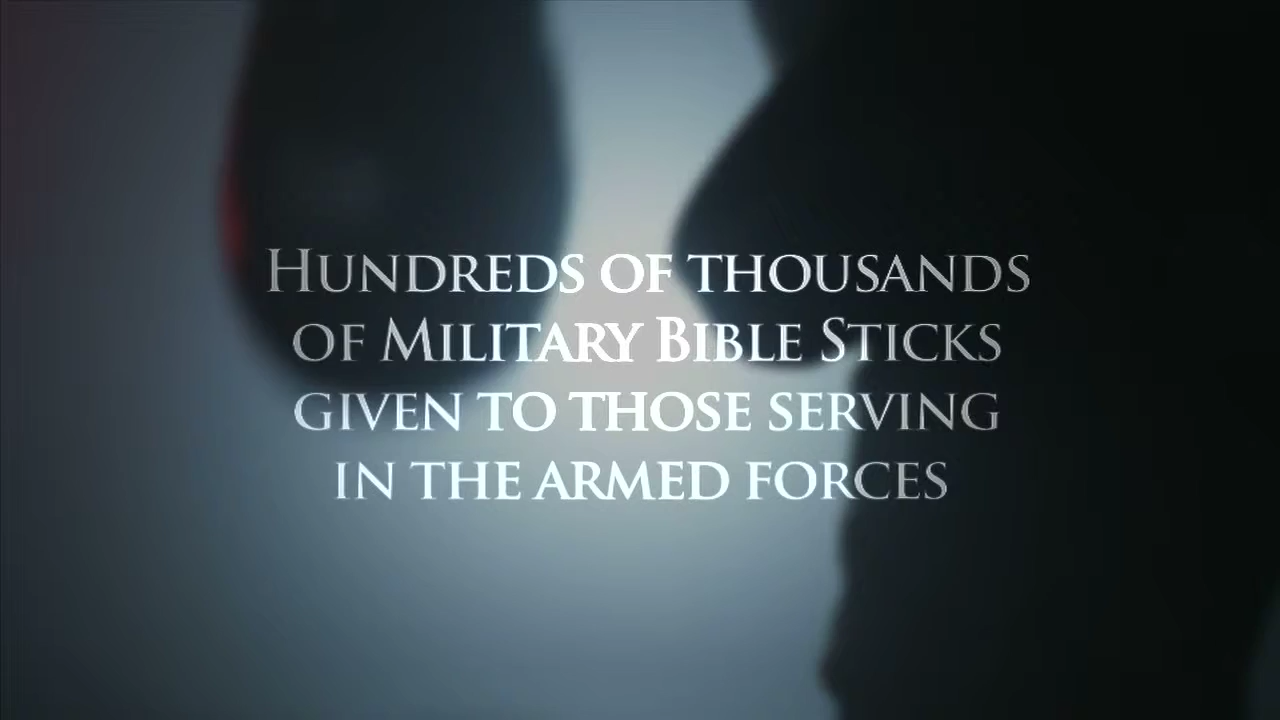 Hundreds of thousands
of Military Bible Sticks
given to those serving
in the armed forces